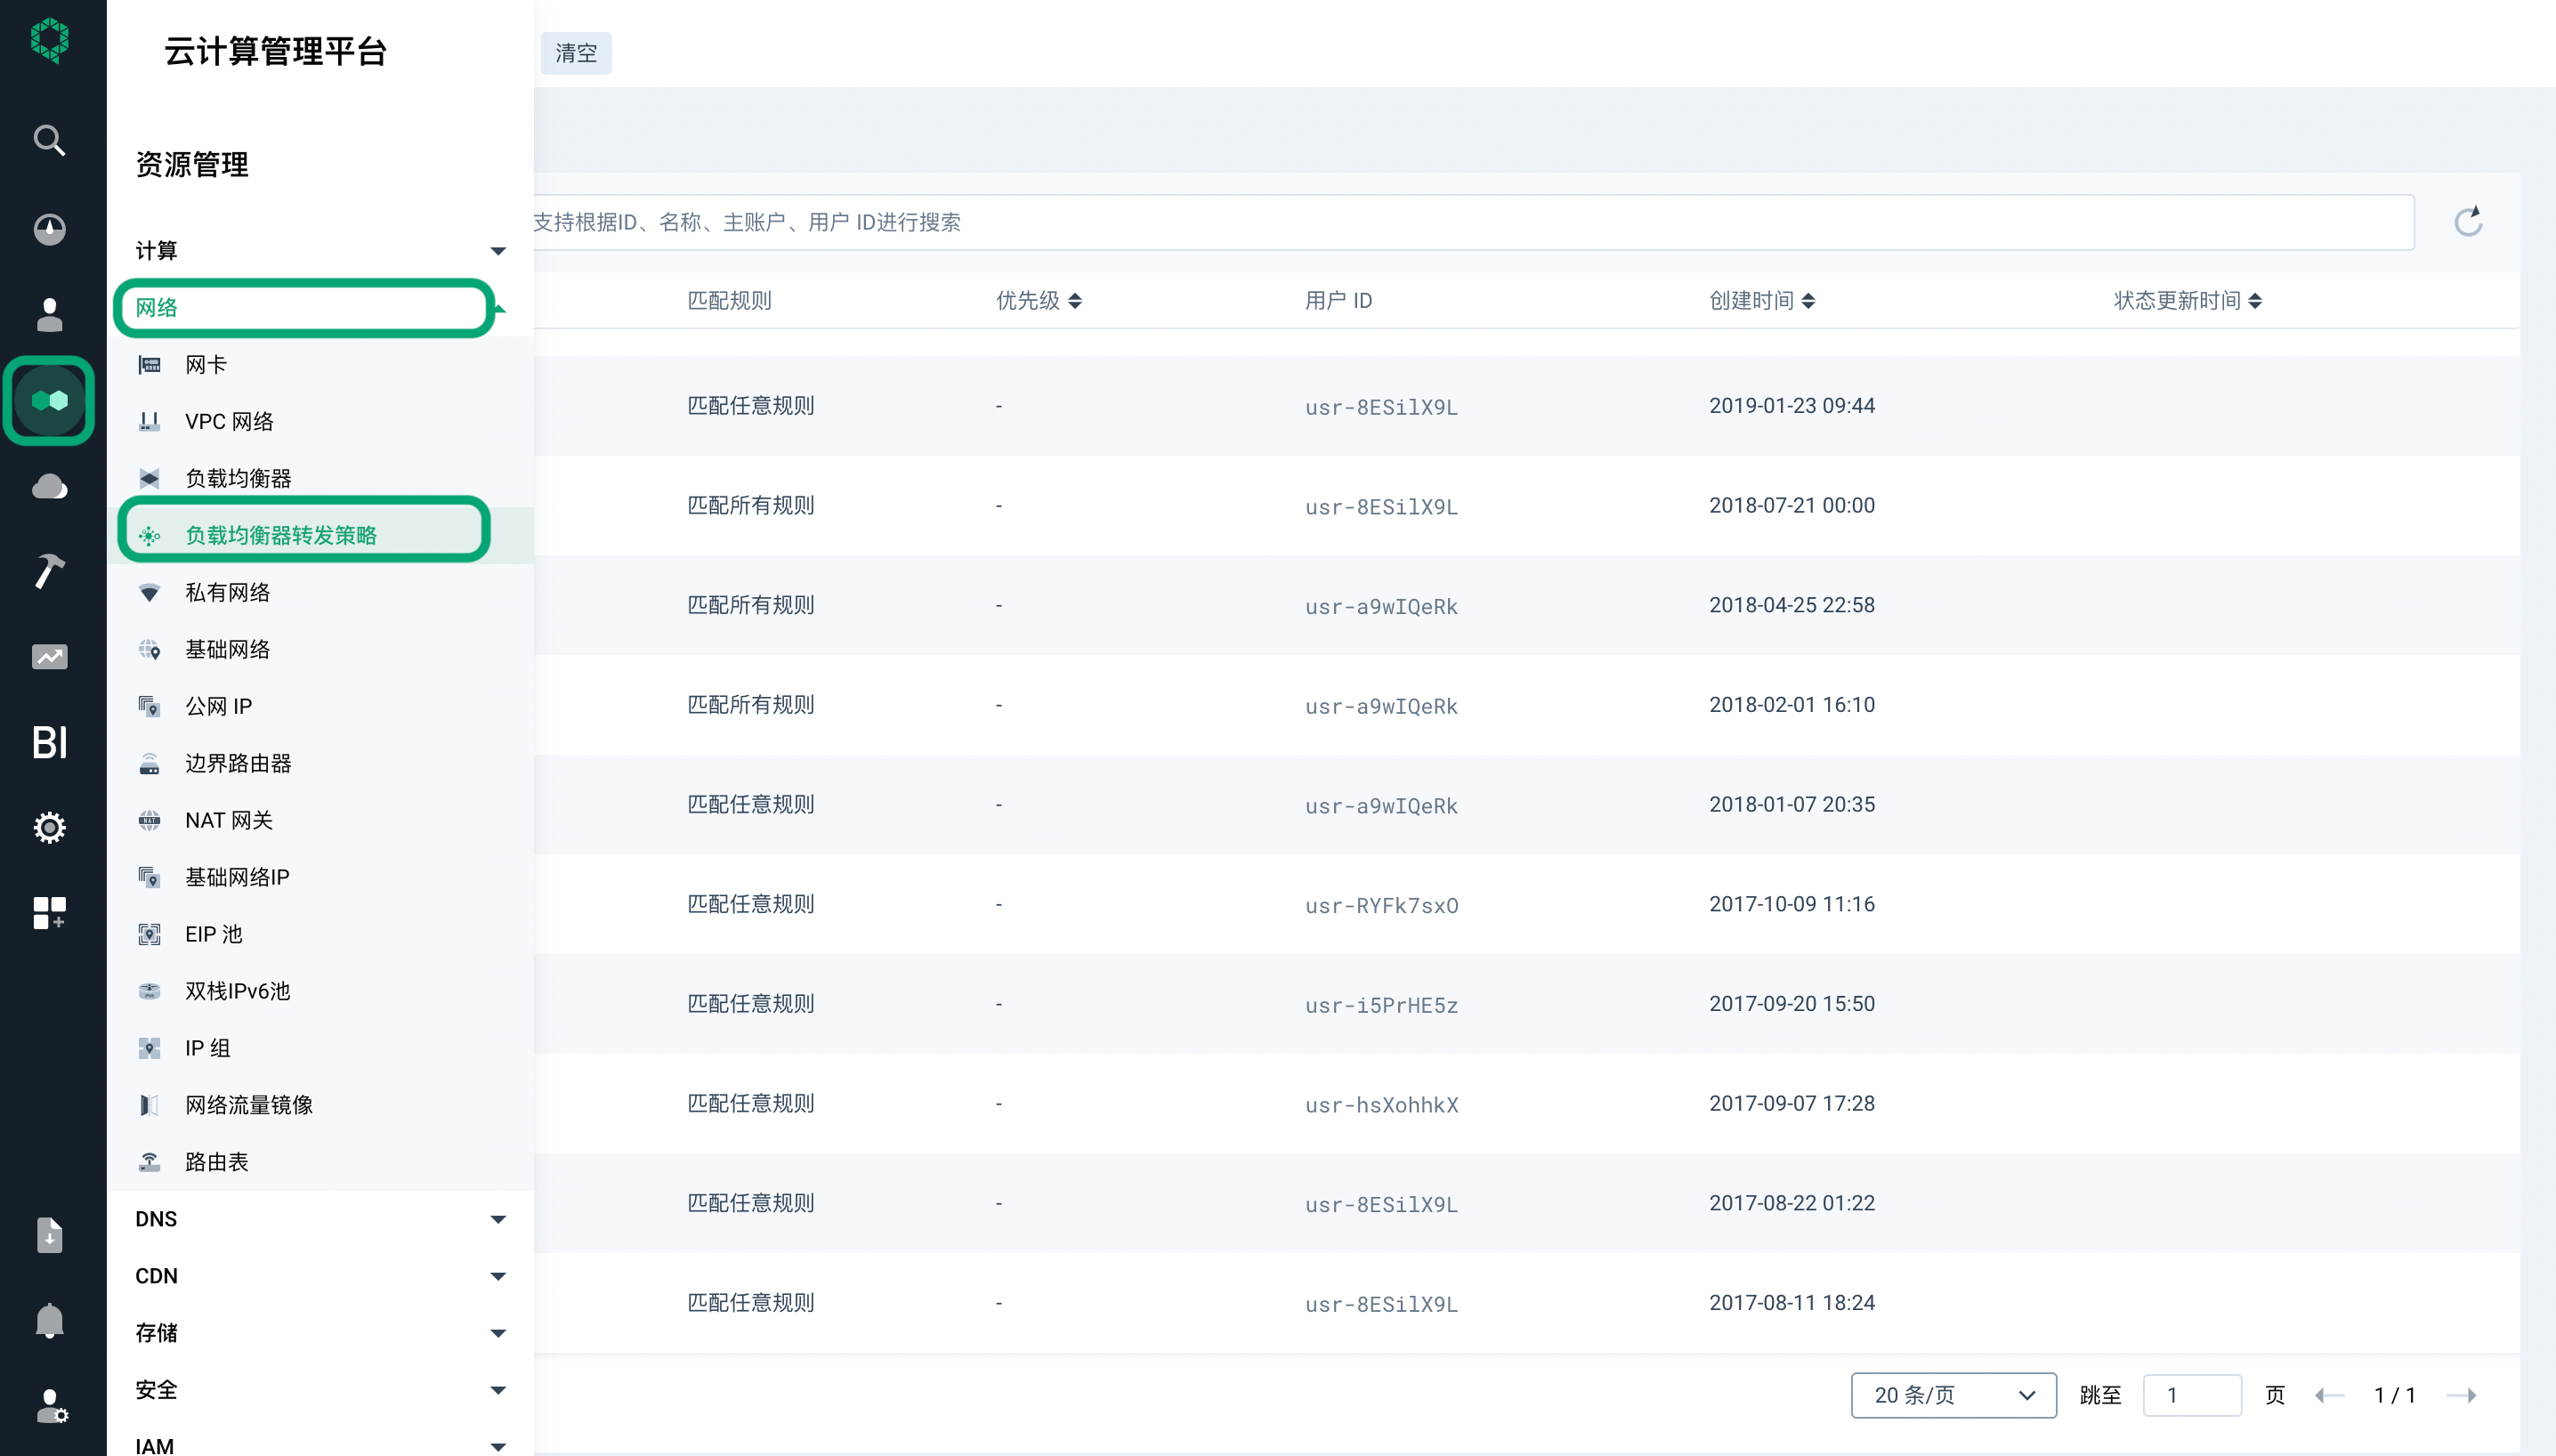 云计算管理平台
清空
资源管理
支持根据ID、名称、主账户、用户 ID进行搜索
计算
网络
网卡
VPC 网络
负载均衡器
负载均衡器转发策略
私有网络
基础网络
公网 IP
边界路由器
NAT 网关
基础网络IP
EIP 池
双栈IPv6池
IP 组
网络流量镜像
路由表
DNS
CDN
存储
安全
IAM
BI
匹配规则 优先级 用户 ID 创建时间 状态更新时间
匹配任意规则 - usr-8ESilX9L 2019-01-23 09:44
匹配所有规则 - usr-8ESilX9L 2018-07-21 00:00
匹配所有规则 - usr-a9wIQeRk 2018-04-25 22:58
匹配所有规则 - usr-a9wIQeRk 2018-02-01 16:10
匹配任意规则 - usr-a9wIQeRk 2018-01-07 20:35
匹配任意规则 - usr-RYFk7sxO 2017-10-09 11:16
匹配任意规则 - usr-i5PrHE5z 2017-09-20 15:50
匹配任意规则 - usr-hsXohhkX 2017-09-07 17:28
匹配任意规则 - usr-8ESilX9L 2017-08-22 01:22
匹配任意规则 - usr-8ESilX9L 2017-08-11 18:24
20 条/页 跳至 1 页 1 / 1